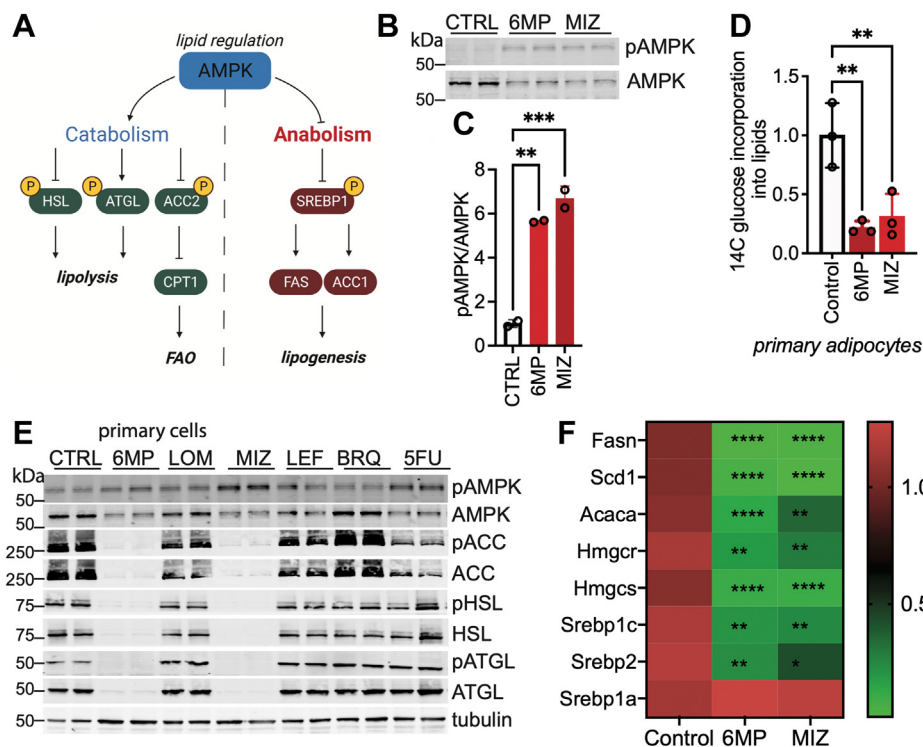 A
lipid regulation
AMPK
Catabolism
Anabolism
P
P
P
P
HSL
ATGL
ACC2
SREBP1
lipolysis
CPT1
FAS
ACC1
FAO
lipogenesis
B
CTRL 6MP MIZ
kDa
50
pAMPK
50
AMPK
C
***
**
pAMPK/AMPK
8
6
4
2
0
CTRL
6MP
MIZ
D
**
**
14C glucose incorporation
into lipids
1.5
1.0
0.5
0.0
Control
6MP
MIZ
primary adipocytes
E
primary cells
CTRL 6MP LOM MIZ LEF BRQ 5FU
kDa
50 pAMPK
50 AMPK
250 pACC
250 ACC
75 pHSL
75 HSL
50 pATGL
50 ATGL
50 tubulin
F
Fasn **** ****
Scd1 **** ****
Acaca **** **
Hmgcr ** **
Hmgcs **** ****
Srebp1c ** **
Srebp2 ** *
Srebp1a
Control 6MP MIZ
1.0
0.5